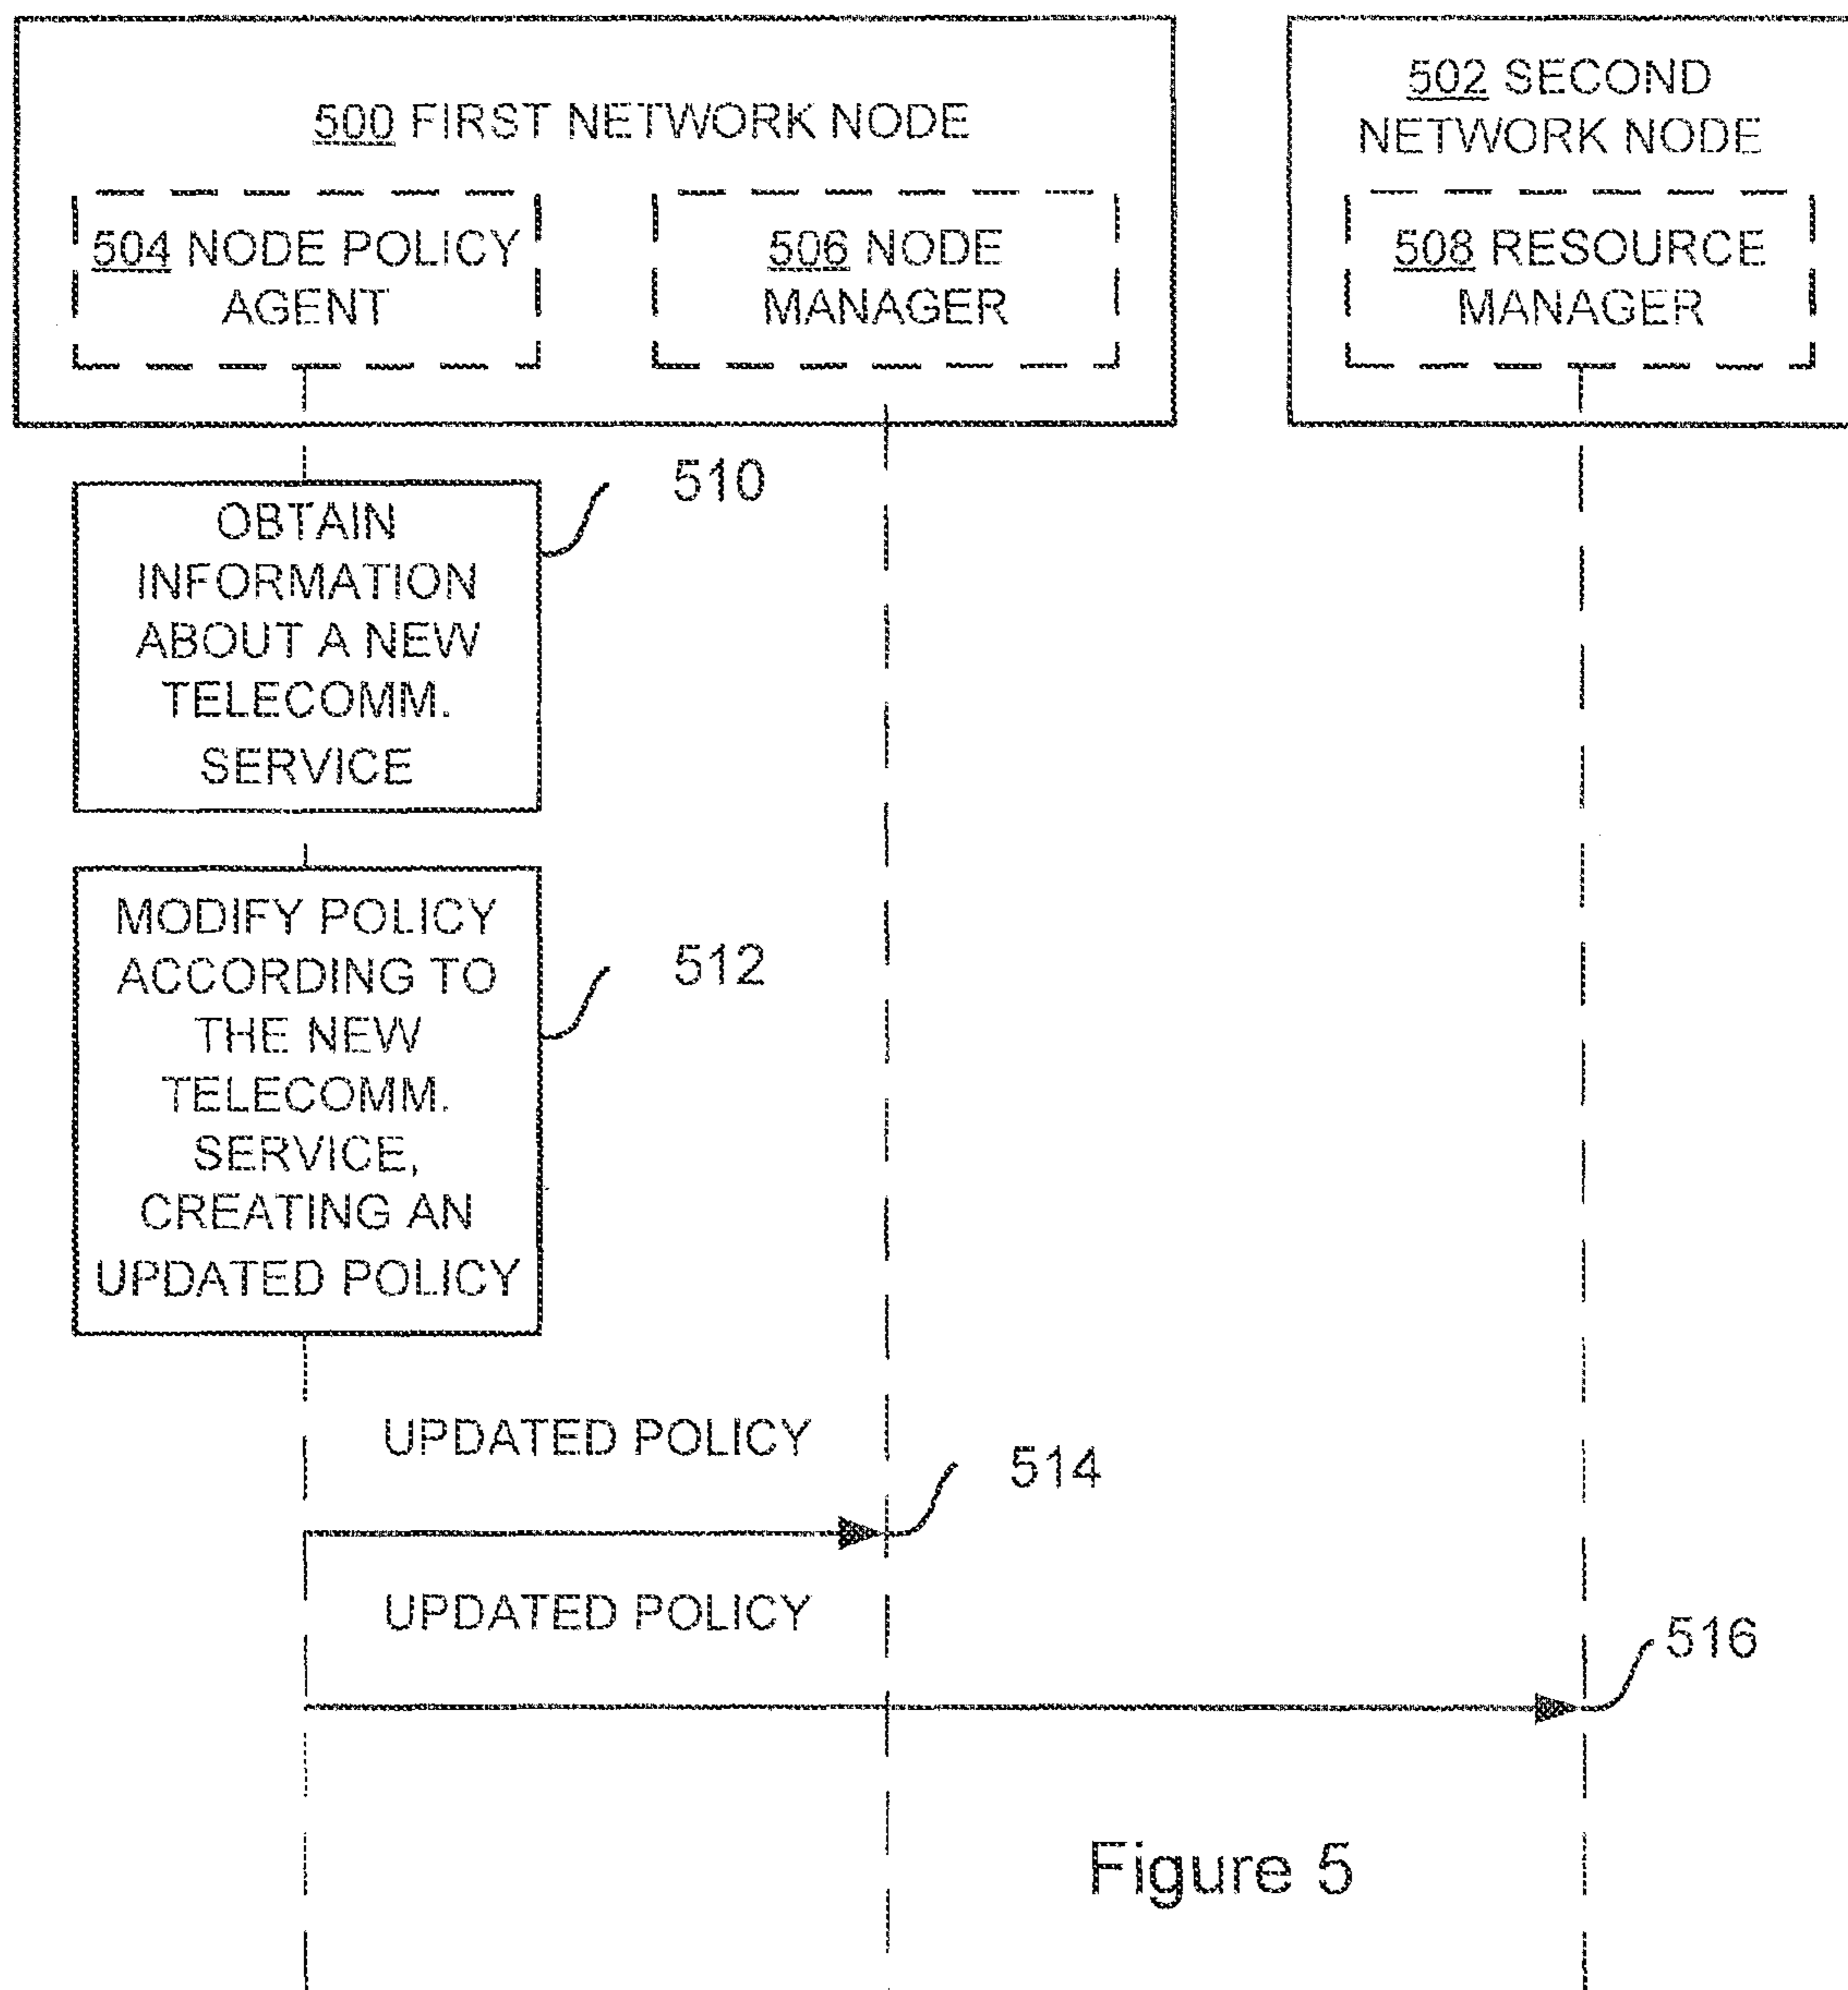 500 FIRST NETWORK NODE
504 NODE POLICY
AGENT
506 NODE
MANAGER
502 SECOND
NETWORK NODE
508 RESOURCE
MANAGER
510
OBTAIN
INFORMATION
ABOUT A NEW
TELECOMM.
SERVICE
512
MODIFY POLICY
ACCORDING TO
THE NEW
TELECOMM.
SERVICE,
CREATING AN
UPDATED POLICY
UPDATED POLICY
514
UPDATED POLICY
516
Figure 5